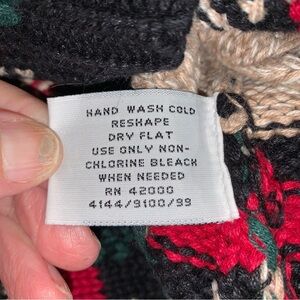 HAND WASH COLD
RESHAPE
DRY FLAT
USE ONLY NON-
CHLORINE BLEACH
WHEN NEEDED
RN 42000
4144/9100/99